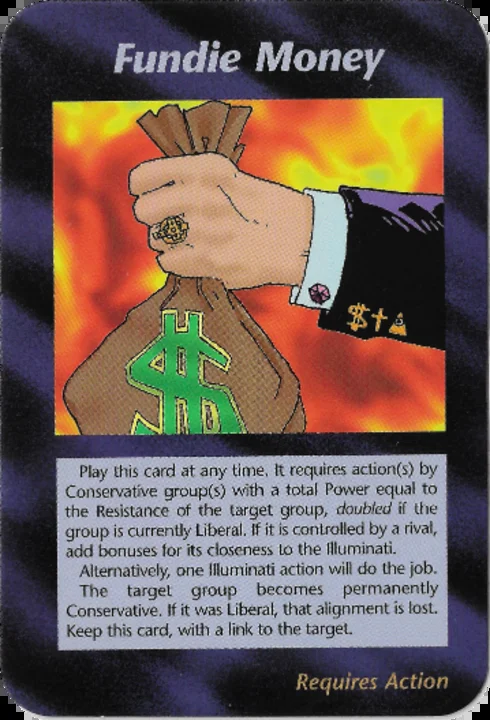 Fundie Money
$
$†
Play this card at any time. It requires action(s) by
Conservative group(s) with a total Power equal to
the Resistance of the target group, doubled if the
group is currently Liberal. If it is controlled by a rival,
add bonuses for its closeness to the Illuminati.
Alternatively, one Illuminati action will do the job.
The target group becomes permanently
Conservative. If it was Liberal, that alignment is lost.
Keep this card, with a link to the target.
Requires Action